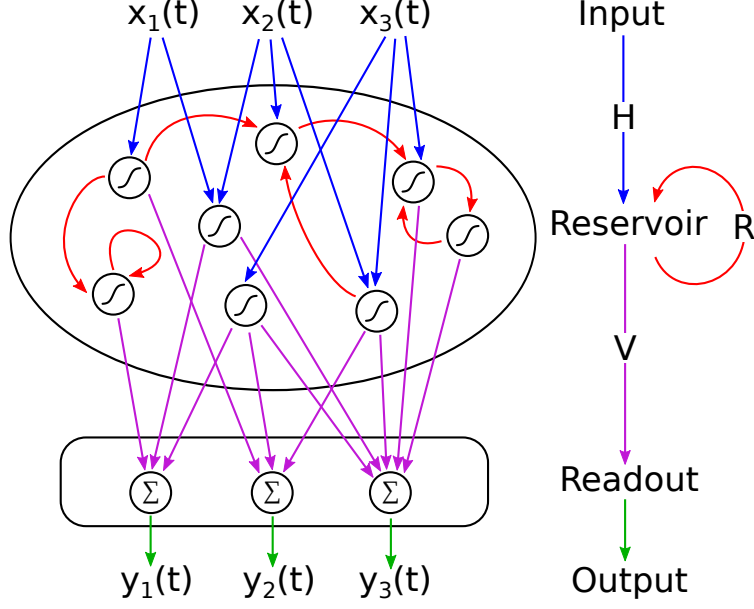 x₁(t) x₂(t) x₃(t) Input
H
Reservoir R
V
Σ Σ Σ Readout
y₁(t) y₂(t) y₃(t) Output